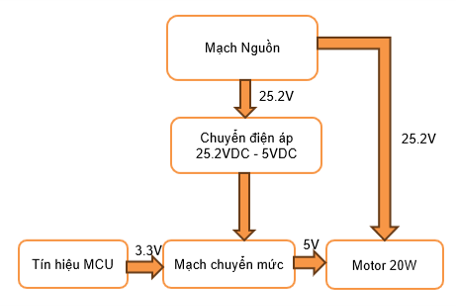 Mạch Nguồn
25.2V
Chuyển điện áp
25.2VDC - 5VDC
25.2V
3.3V
5V
Tín hiệu MCU
Mạch chuyển mức
Motor 20W